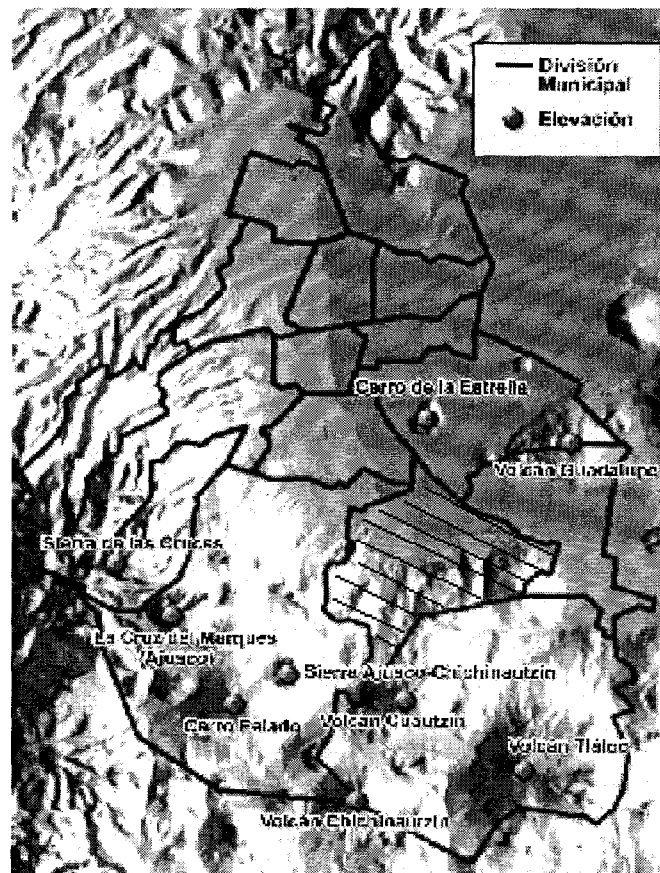 División
Municipal
Elevación
Cerro de la Estrella
Volcán Guadalupe
Sierra de las Cruces
La Cruz del Marques
(Ajusco)
Sierra Ajusco-Chichinautzin
Cerro Pelado
Volcán Cuautzin
Volcán Tláloc
Volcán Chichinautzin